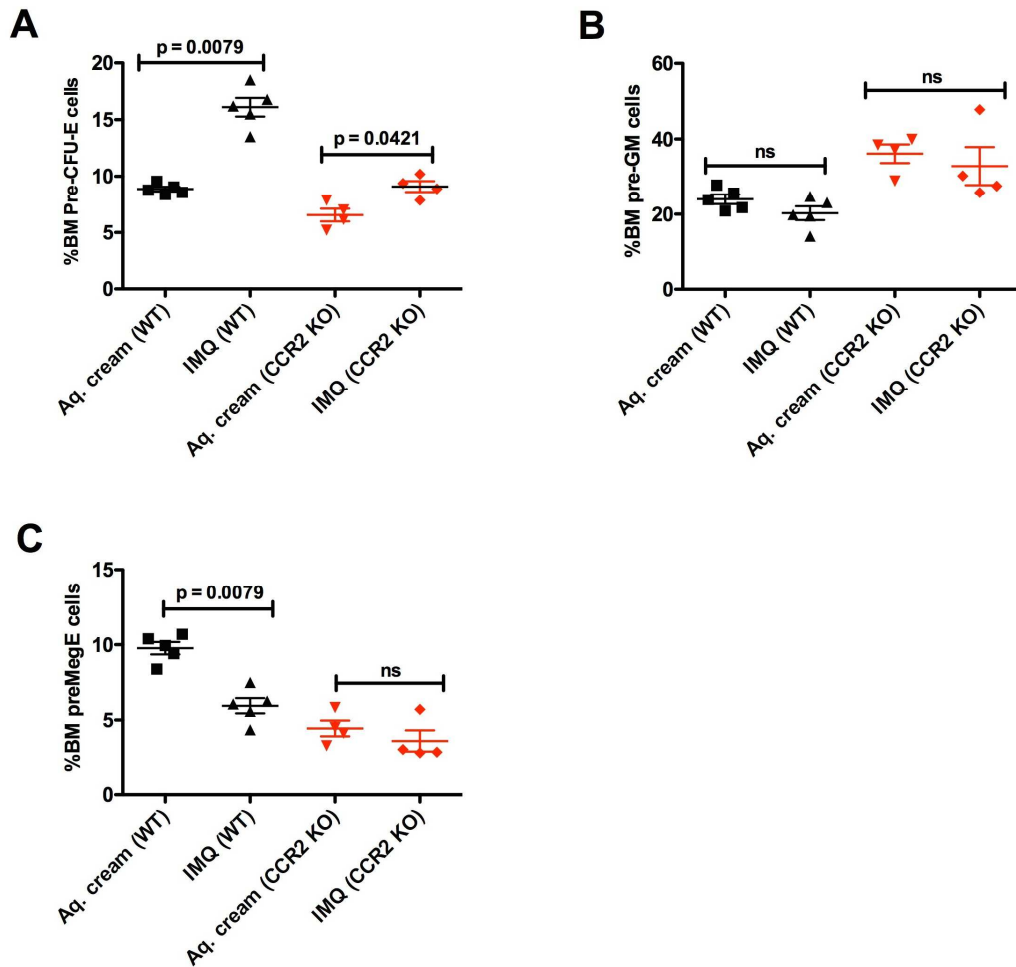 A
%BM Pre-CFU-E cells
20
15
10
5
0
p = 0.0079
p = 0.0421
Aq. cream (WT)
IMQ (WT)
Aq. cream (CCR2 KO)
IMQ (CCR2 KO)
B
%BM pre-GM cells
60
40
20
0
ns
ns
Aq. cream (WT)
IMQ (WT)
Aq. cream (CCR2 KO)
IMQ (CCR2 KO)
C
%BM preMegE cells
15
10
5
0
p = 0.0079
ns
Aq. cream (WT)
IMQ (WT)
Aq. cream (CCR2 KO)
IMQ (CCR2 KO)